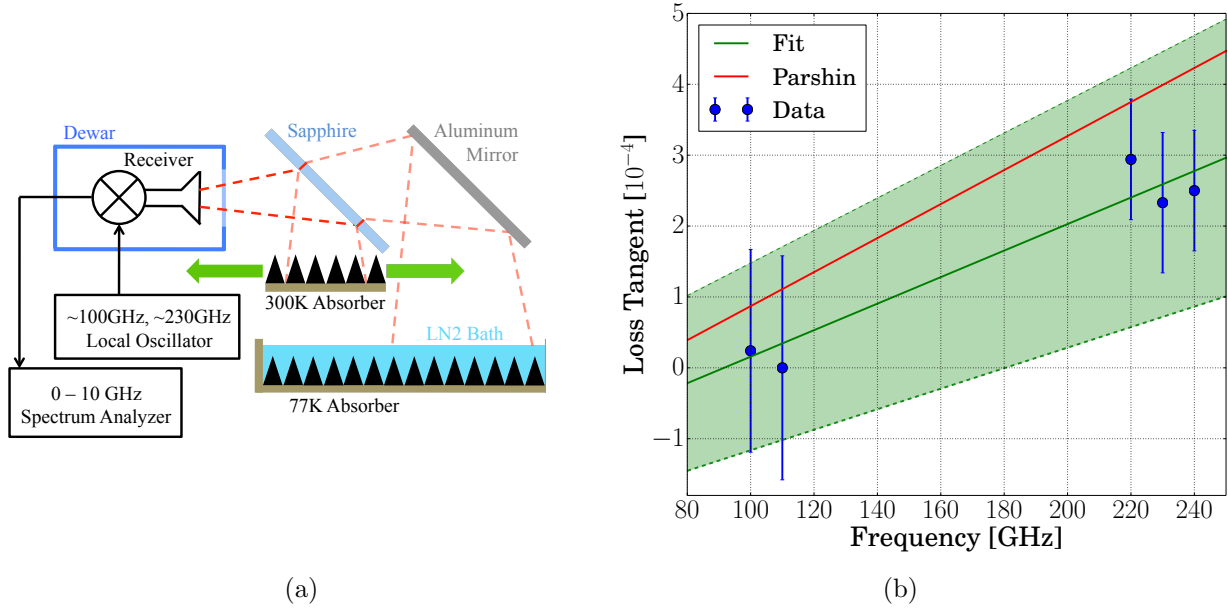 Dewar
Receiver
Sapphire
Aluminum
Mirror
300K Absorber
~100GHz, ~230GHz
Local Oscillator
LN2 Bath
0 – 10 GHz
Spectrum Analyzer
77K Absorber
(a)
Fit
Parshin
Data
Loss Tangent [10⁻⁴]
5
4
3
2
1
0
−1
80 100 120 140 160 180 200 220 240
Frequency [GHz]
(b)